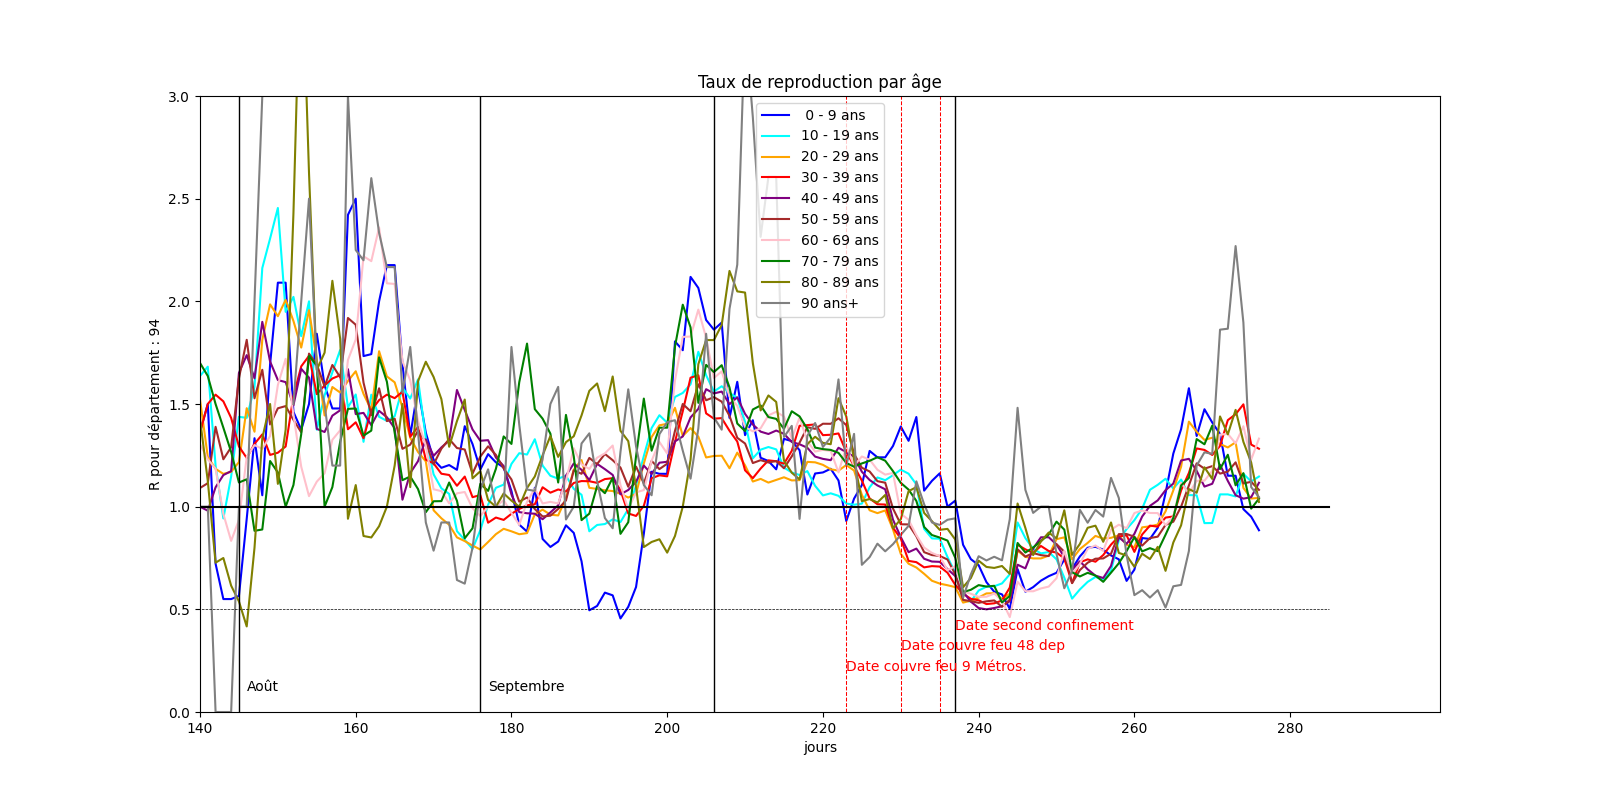 Taux de reproduction par âge
R pour département : 94
3.0
2.5
2.0
1.5
1.0
0.5
0.0
0 - 9 ans
10 - 19 ans
20 - 29 ans
30 - 39 ans
40 - 49 ans
50 - 59 ans
60 - 69 ans
70 - 79 ans
80 - 89 ans
90 ans+
Date second confinement
Date couvre feu 48 dep
Date couvre feu 9 Métros.
Août
Septembre
140 160 180 200 220 240 260 280
jours